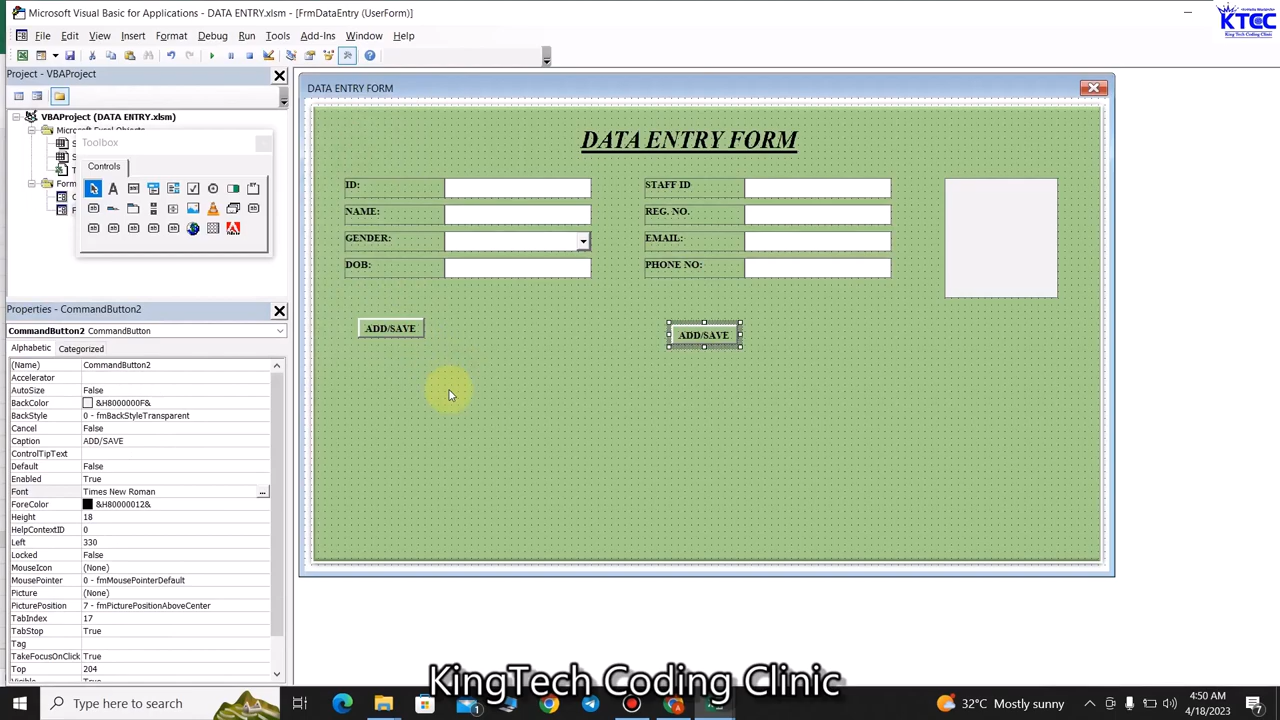 Microsoft Visual Basic for Applications - DATA ENTRY.xlsm - [FrmDataEntry (UserForm)]
KTCC
King Tech Coding Clinic
File Edit View Insert Format Debug Run Tools Add-Ins Window Help
Project - VBAProject
DATA ENTRY FORM
VBAProject (DATA ENTRY.xlsm)
Toolbox
Controls
DATA ENTRY FORM
ID:
STAFF ID
NAME:
REG. NO.
GENDER:
EMAIL:
DOB:
PHONE NO:
ADD/SAVE
ADD/SAVE
Properties - CommandButton2
CommandButton2 CommandButton
Alphabetic Categorized
(Name) CommandButton2
Accelerator
AutoSize False
BackColor &H8000000F&
BackStyle 0 - fmBackStyleTransparent
Cancel False
Caption ADD/SAVE
ControlTipText
Default False
Enabled True
Font Times New Roman ...
ForeColor &H80000012&
Height 18
HelpContextID 0
Left 330
Locked False
MouseIcon (None)
MousePointer 0 - fmMousePointerDefault
Picture (None)
PicturePosition 7 - fmPicturePositionAboveCenter
TabIndex 17
TabStop True
Tag
TakeFocusOnClick True
Top 204
KingTech Coding Clinic
Type here to search
32°C Mostly sunny
4:50 AM
4/18/2023